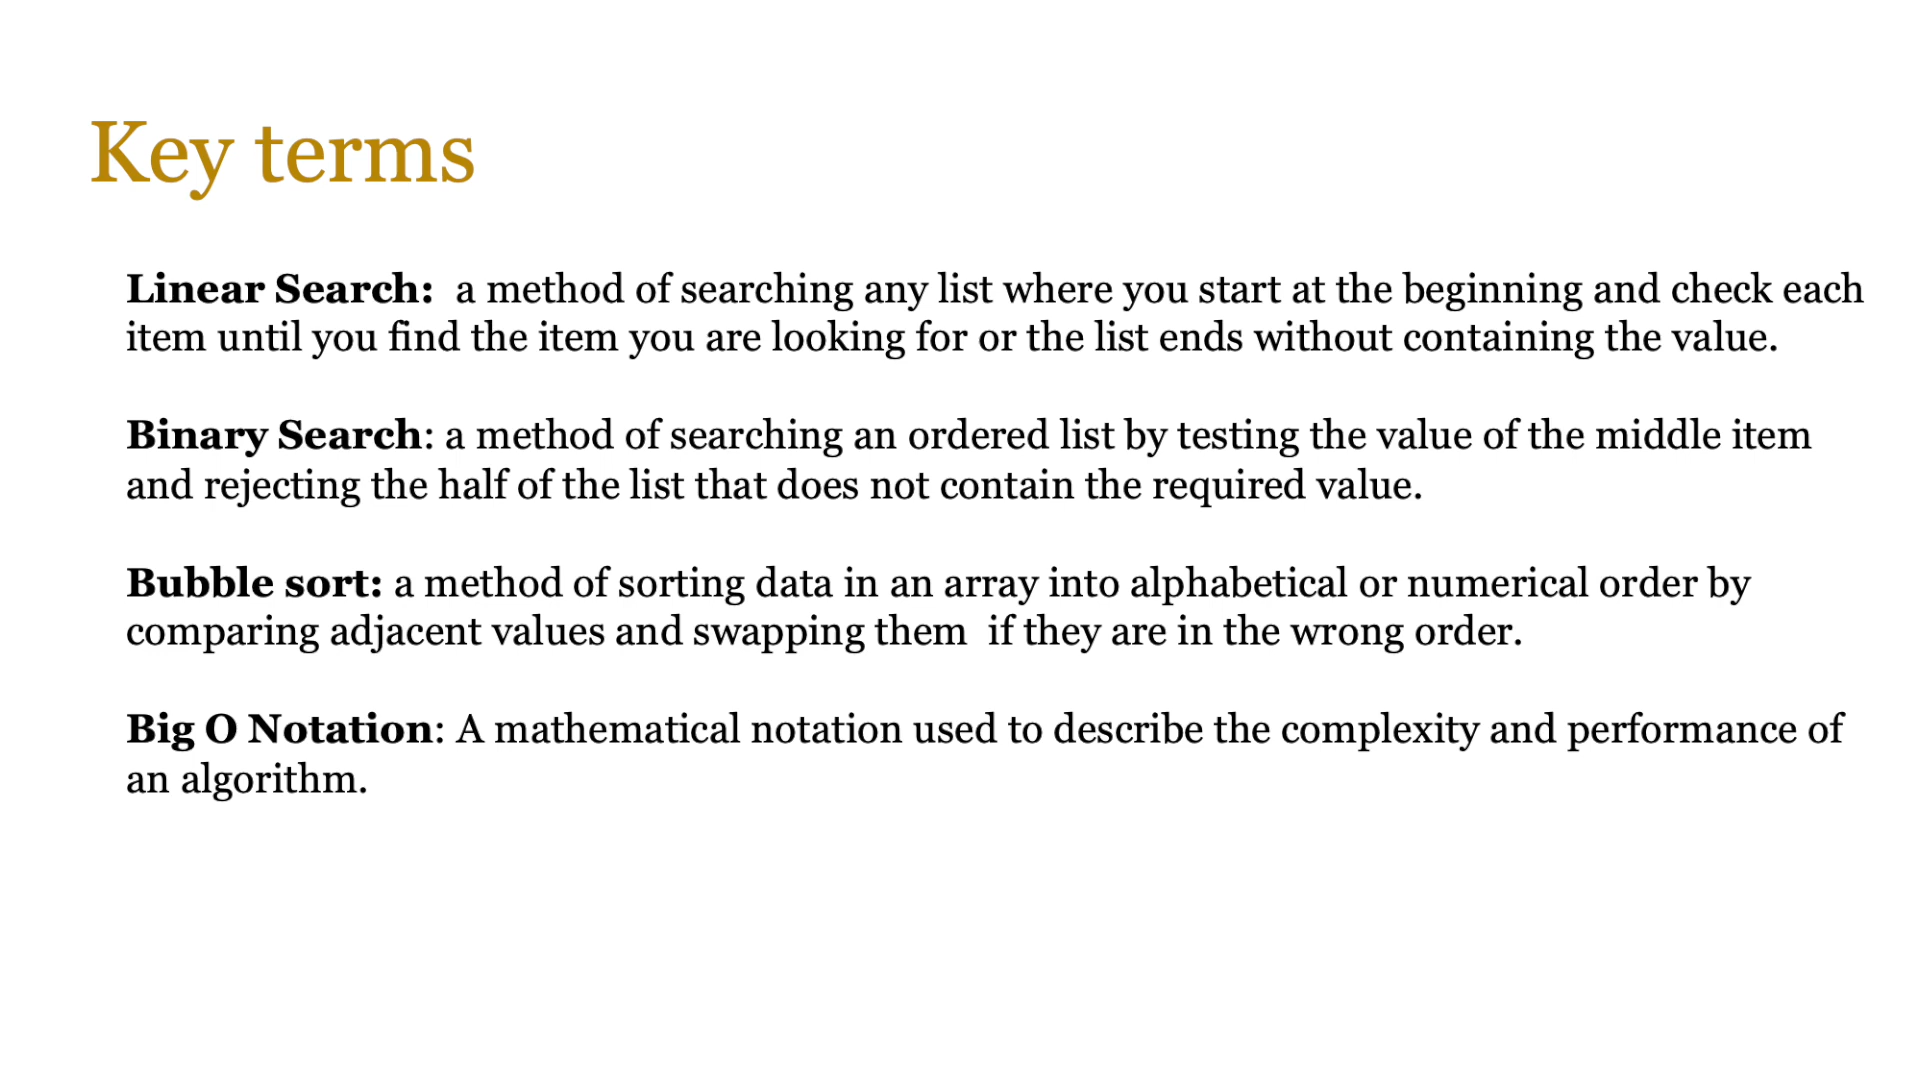 Key terms
Linear Search:  a method of searching any list where you start at the beginning and check each
item until you find the item you are looking for or the list ends without containing the value.
Binary Search: a method of searching an ordered list by testing the value of the middle item
and rejecting the half of the list that does not contain the required value.
Bubble sort: a method of sorting data in an array into alphabetical or numerical order by
comparing adjacent values and swapping them  if they are in the wrong order.
Big O Notation: A mathematical notation used to describe the complexity and performance of
an algorithm.